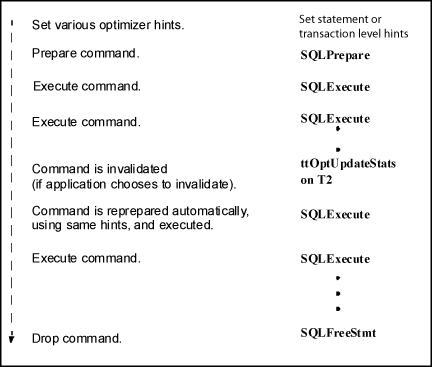 Set various optimizer hints. Set statement or
transaction level hints
Prepare command. SQLPrepare
Execute command. SQLExecute
Execute command. SQLExecute
Command is invalidated ttOptUpdateStats
(if application chooses to invalidate). on T2
Command is reprepared automatically, SQLExecute
using same hints, and executed.
Execute command. SQLExecute
Drop command. SQLFreeStmt